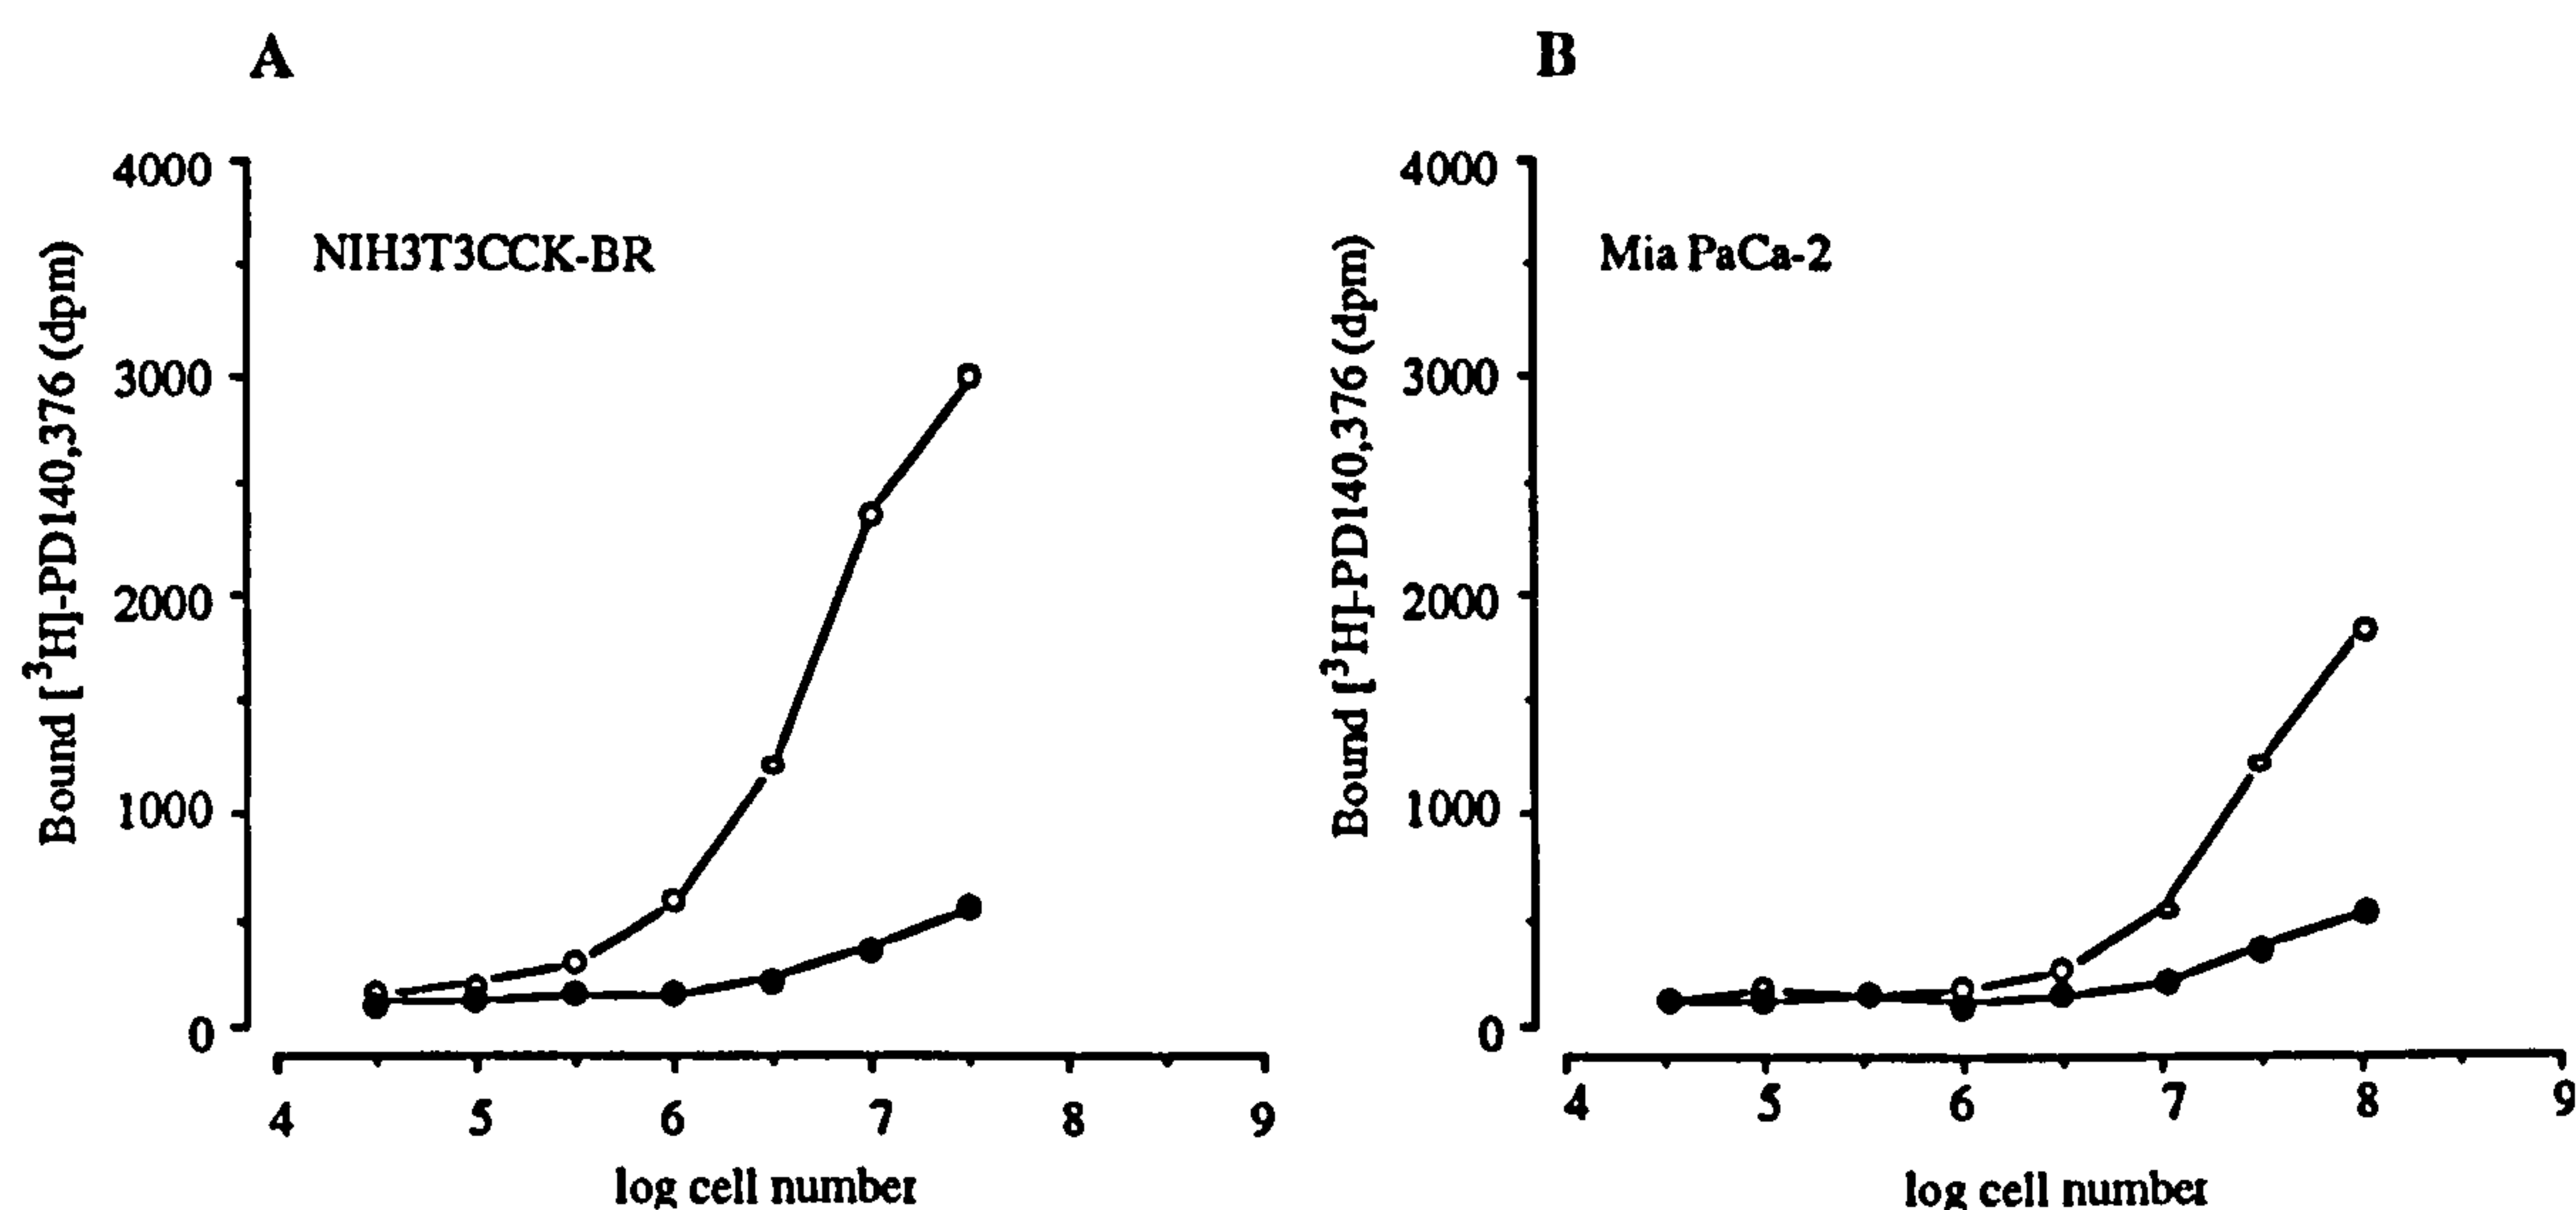 A
4000
3000
2000
1000
0
Bound [³H]-PD140,376 (dpm)
NIH3T3CCK-BR
4 5 6 7 8 9
log cell number
B
4000
3000
2000
1000
0
Bound [³H]-PD140,376 (dpm)
Mia PaCa-2
4 5 6 7 8 9
log cell number